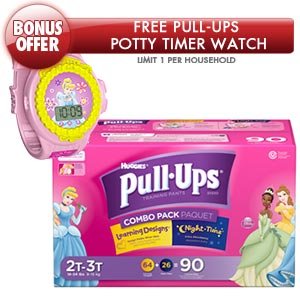 BONUS
OFFER
FREE PULL-UPS
POTTY TIMER WATCH
LIMIT 1 PER HOUSEHOLD
10:09
HUGGIES
Pull-Ups
TRAINING PANTS
90
COMBO PACK PAQUET
Learning Designs
Night-Time
2T-3T
64
26
90